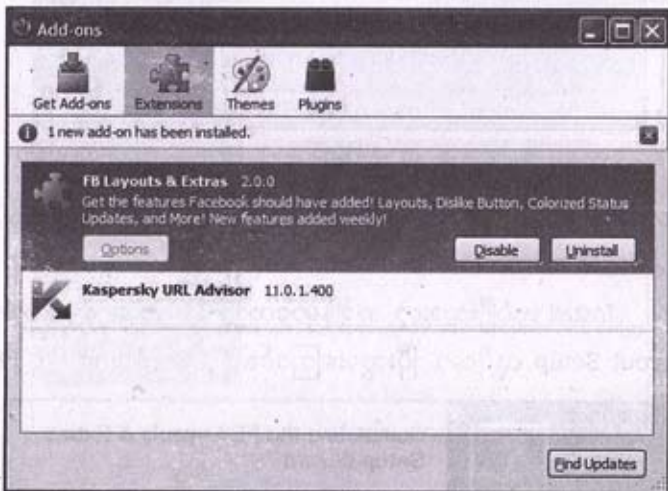 Add-ons
Get Add-ons Extensions Themes Plugins
1 new add-on has been installed.
FB Layouts & Extras 2.0.0
Get the features Facebook should have added! Layouts, Dislike Button, Colorized Status
Updates, and More! New features added weekly!
Options Disable Uninstall
Kaspersky URL Advisor 11.0.1.400
Find Updates